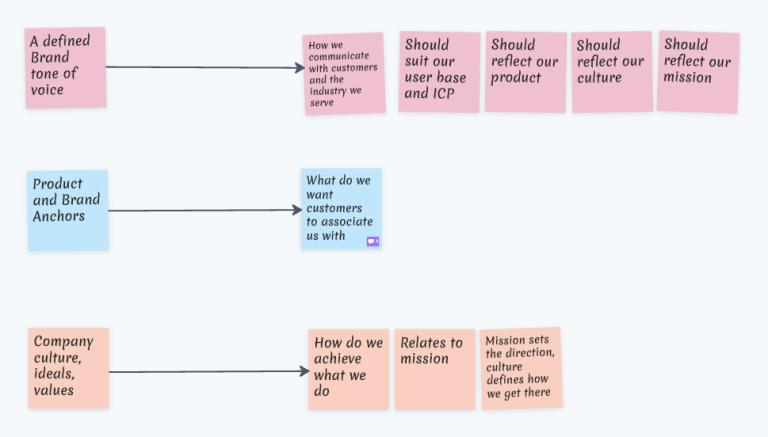 A defined
Brand
tone of
voice
How we
communicate
with customers
and the
industry we
serve
Should
suit our
user base
and ICP
Should
reflect our
product
Should
reflect our
culture
Should
reflect our
mission
Product
and Brand
Anchors
What do we
want
customers
to associate
us with
Company
culture,
ideals,
values
How do we
achieve
what we
do
Relates to
mission
Mission sets
the direction,
culture
defines how
we get there